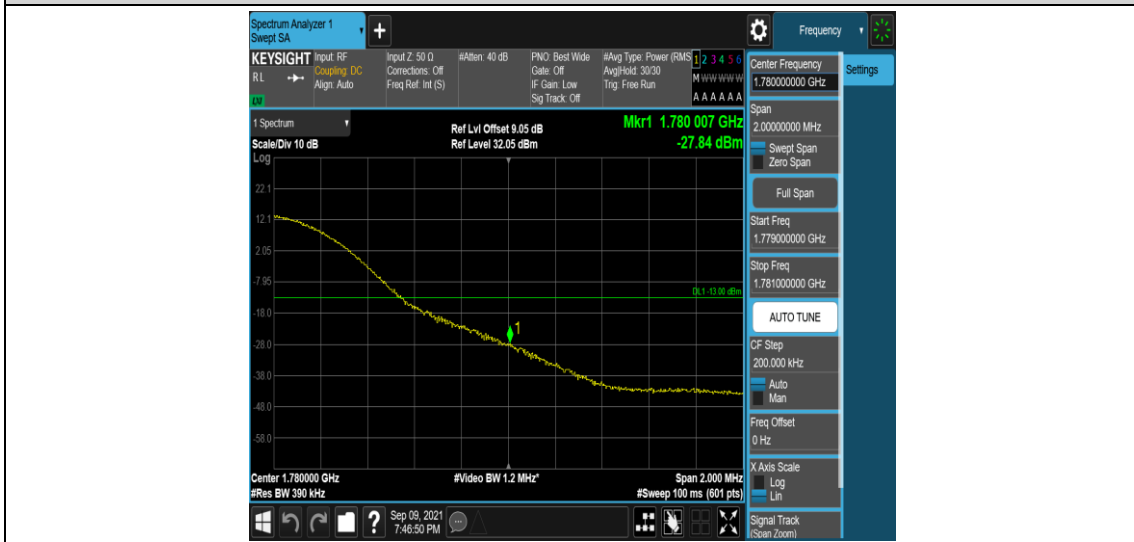 Spectrum Analyzer 1
Swept SA
+
Frequency
KEYSIGHT
RL
LXI
Input: RF
Coupling: DC
Align: Auto
Input Z: 50 Ω
Corrections: Off
Freq Ref: Int (S)
#Atten: 40 dB
PNO: Best Wide
Gate: Off
IF Gain: Low
Sig Track: Off
#Avg Type: Power (RMS
Avg|Hold: 30/30
Trig: Free Run
1 2 3 4 5 6
M W W W W W
A A A A A A
Center Frequency
1.780000000 GHz
Settings
Span
2.00000000 MHz
Swept Span
Zero Span
Full Span
Start Freq
1.779000000 GHz
Stop Freq
1.781000000 GHz
AUTO TUNE
CF Step
200.000 kHz
Auto
Man
Freq Offset
0 Hz
X Axis Scale
Log
Lin
Signal Track
(Span Zoom)
1 Spectrum
Scale/Div 10 dB
Log
Ref Lvl Offset 9.05 dB
Ref Level 32.05 dBm
Mkr1 1.780 007 GHz
-27.84 dBm
22.1
12.1
2.05
-7.95
DL1 -13.00 dBm
-18.0
1
-28.0
-38.0
-48.0
-58.0
Center 1.780000 GHz
#Video BW 1.2 MHz*
Span 2.000 MHz
#Res BW 390 kHz
#Sweep 100 ms (601 pts)
?
Sep 09, 2021
7:46:50 PM